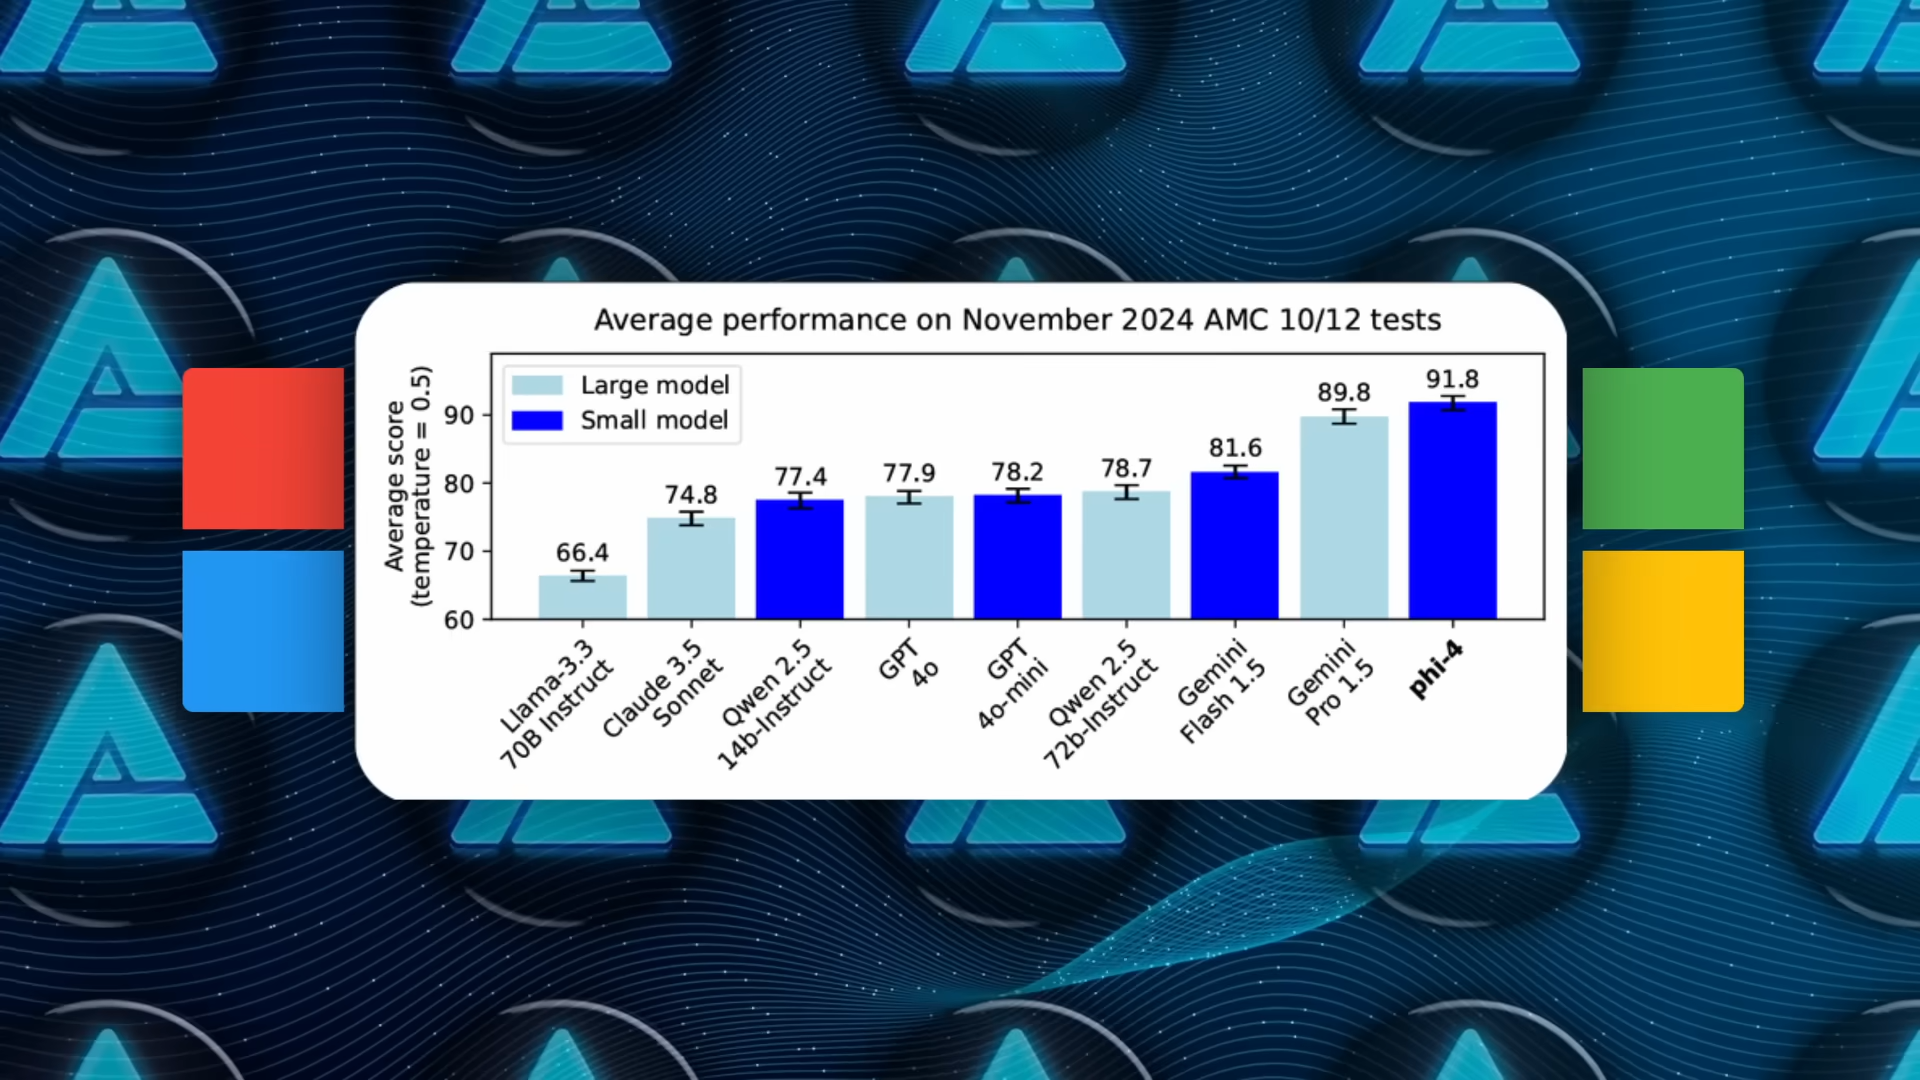 Average performance on November 2024 AMC 10/12 tests
Average score
(temperature = 0.5)
90
80
70
60
Large model
Small model
66.4
74.8
77.4
77.9
78.2
78.7
81.6
89.8
91.8
Llama-3.3
70B Instruct
Claude 3.5
Sonnet
Qwen 2.5
14b-Instruct
GPT
4o
GPT
4o-mini
Qwen 2.5
72b-Instruct
Gemini
Flash 1.5
Gemini
Pro 1.5
phi-4